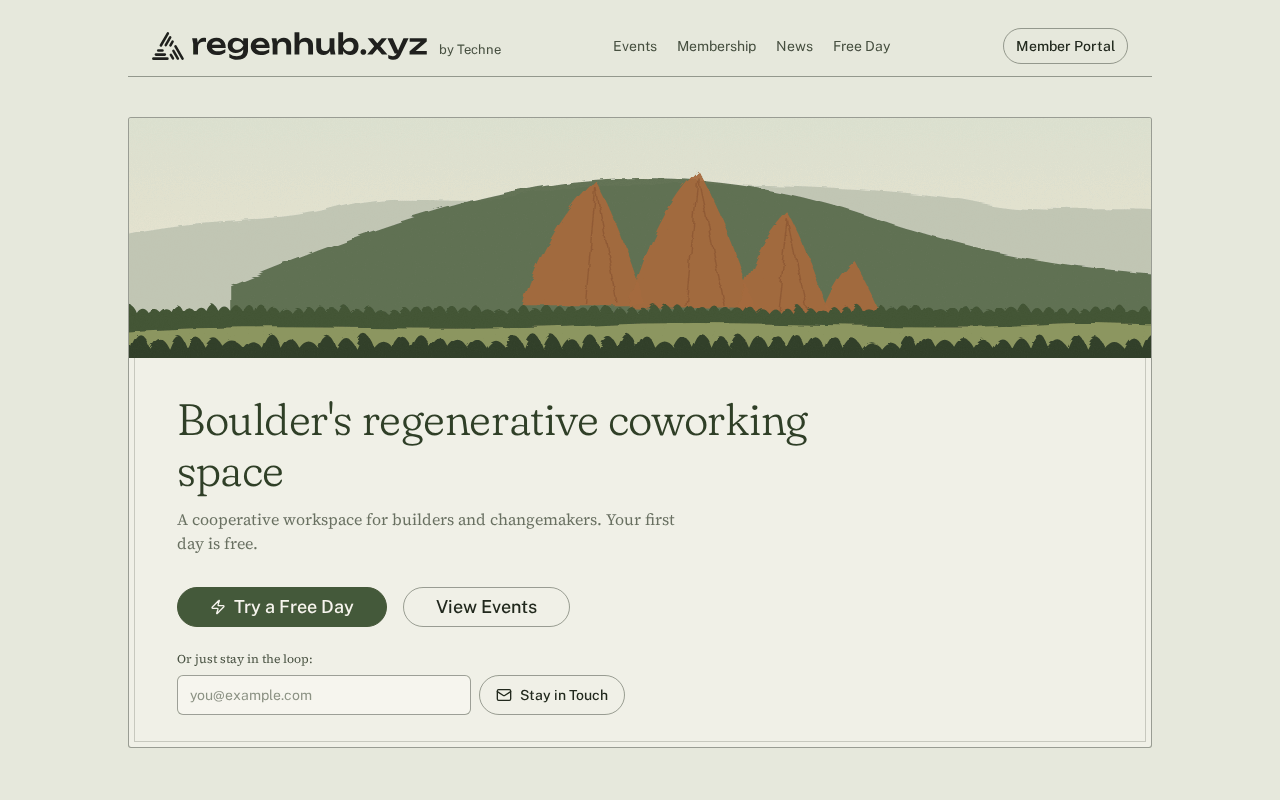 regenhub.xyz by Techne
Events Membership News Free Day
Member Portal
Boulder's regenerative coworking
space
A cooperative workspace for builders and changemakers. Your first
day is free.
Try a Free Day
View Events
Or just stay in the loop:
you@example.com
Stay in Touch